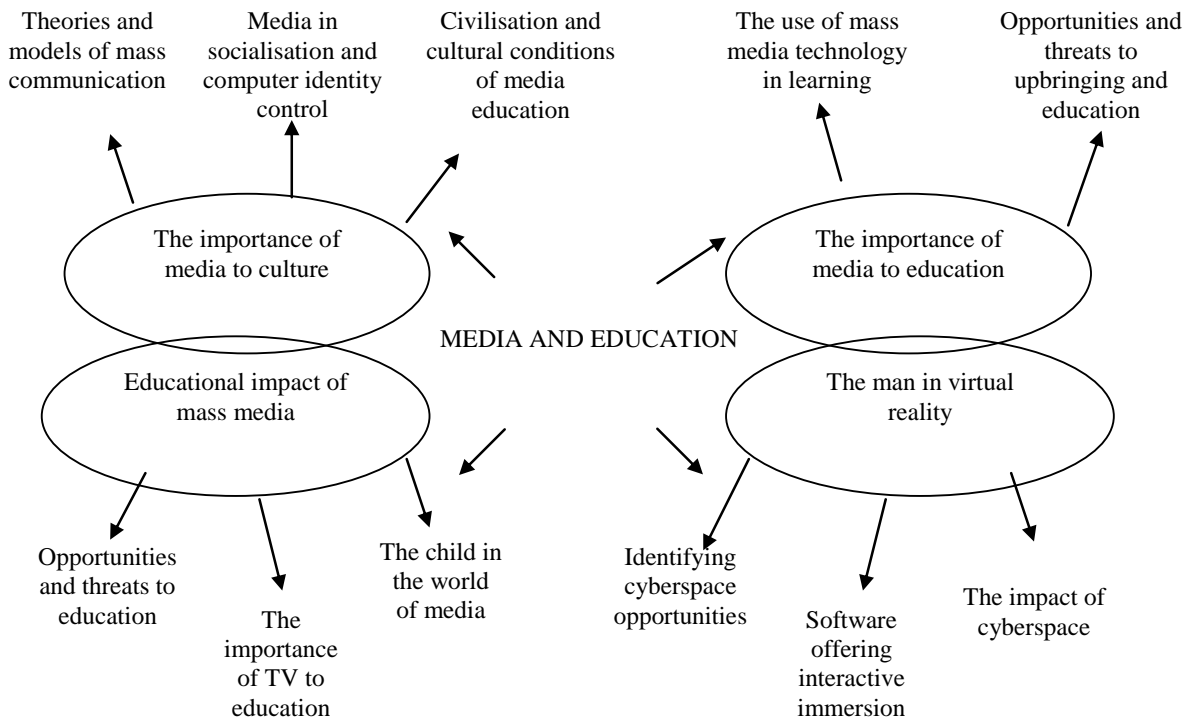 Theories and
models of mass
communication
Media in
socialisation and
computer identity
control
Civilisation and
cultural conditions
of media
education
The use of mass
media technology
in learning
Opportunities and
threats to
upbringing and
education
The importance of
media to culture
The importance of
media to education
MEDIA AND EDUCATION
Educational impact of
mass media
The man in virtual
reality
Opportunities
and threats to
education
The
importance
of TV to
education
The child in
the world
of media
Identifying
cyberspace
opportunities
Software
offering
interactive
immersion
The impact of
cyberspace